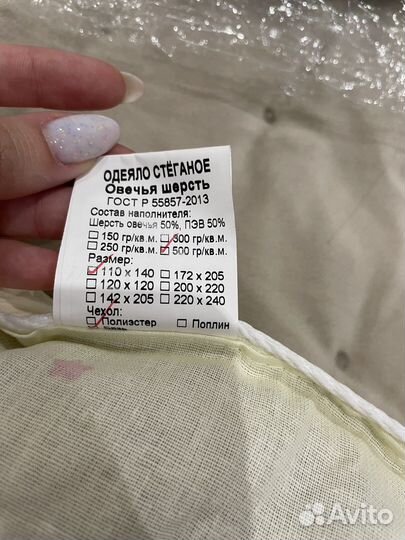 ОДЕЯЛО СТЁГАНОЕ
Овечья шерсть
ГОСТ Р 55857-2013
Состав наполнителя:
Шерсть овечья 50%, ПЭВ 50%
150 гр/кв.м. 300 гр/кв.м.
250 гр/кв.м. 500 гр/кв.м.
Размер:
110 х 140 172 х 205
120 х 120 200 х 220
142 х 205 220 х 240
Чехол:
Полиэстер Поплин
Avito